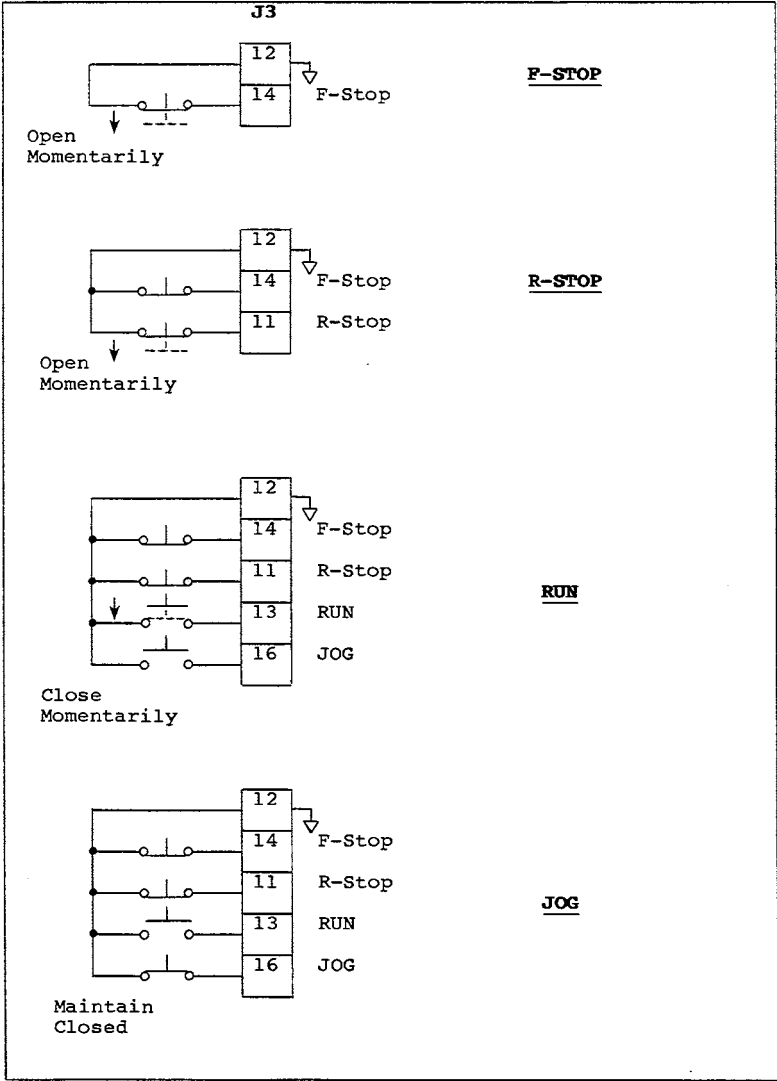 J3
12
F-STOP
14 F-Stop
Open
Momentarily
12
14 F-Stop
R-STOP
11 R-Stop
Open
Momentarily
12
14 F-Stop
11 R-Stop
RUN
13 RUN
16 JOG
Close
Momentarily
12
14 F-Stop
11 R-Stop
JOG
13 RUN
16 JOG
Maintain
Closed